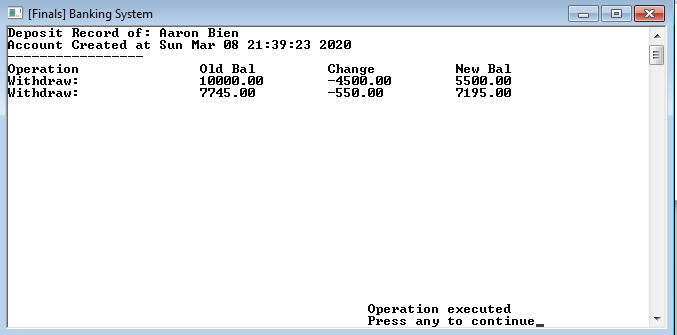 [Finals] Banking System
Deposit Record of: Aaron Bien
Account Created at Sun Mar 08 21:39:23 2020
-----------------
Operation Old Bal Change New Bal
Withdraw: 10000.00 -4500.00 5500.00
Withdraw: 7745.00 -550.00 7195.00
Operation executed
Press any to continue_